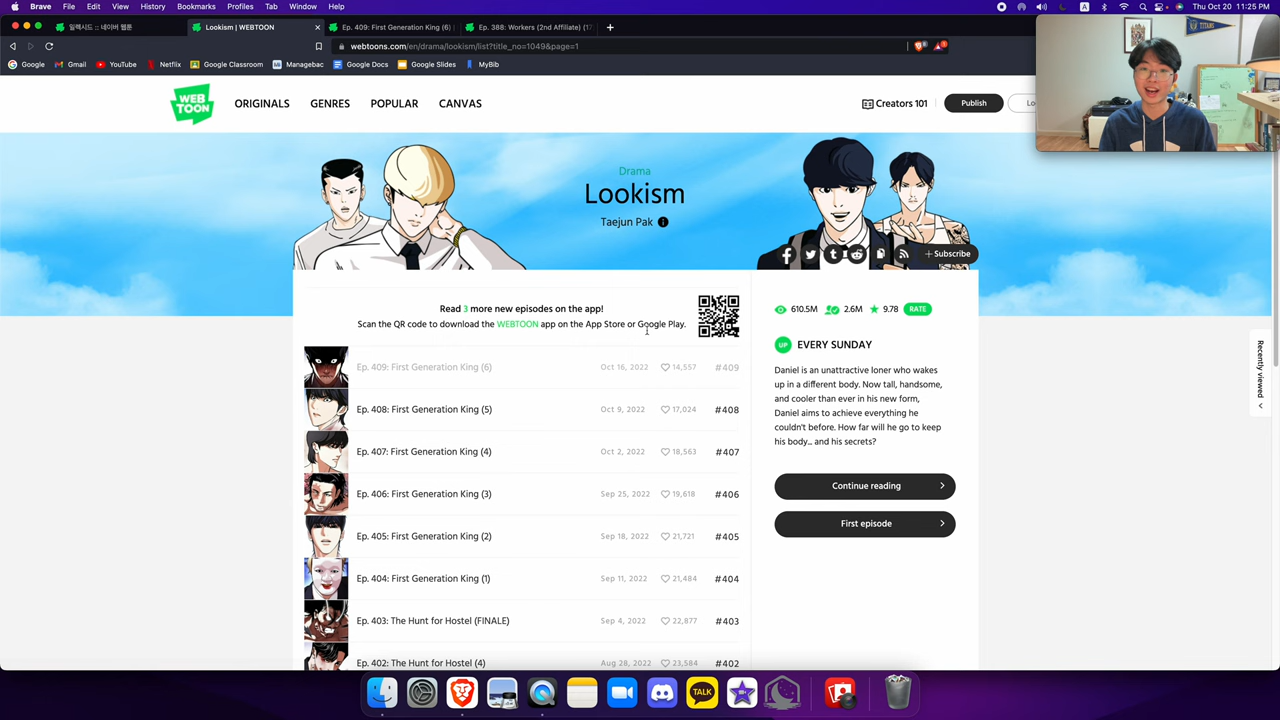 Brave File Edit View History Bookmarks Profiles Tab Window Help
A
Thu Oct 20 11:25 PM
일렉시드 :: 네이버 웹툰
Lookism | WEBTOON
Ep. 409: First Generation King (6)
Ep. 388: Workers (2nd Affiliate) (1
webtoons.com/en/drama/lookism/list?title_no=1049&page=1
Google Gmail YouTube Netflix Google Classroom Managebac Google Docs Google Slides MyBib
TITANS
WEB
TOON
ORIGINALS GENRES POPULAR CANVAS
Creators 101
Publish
Lo
Drama
Lookism
Taejun Pak
+ Subscribe
Read 3 more new episodes on the app!
Scan the QR code to download the WEBTOON app on the App Store or Google Play.
Ep. 409: First Generation King (6) Oct 16, 2022 14,557 #409
Ep. 408: First Generation King (5) Oct 9, 2022 17,024 #408
Ep. 407: First Generation King (4) Oct 2, 2022 18,563 #407
Ep. 406: First Generation King (3) Sep 25, 2022 19,618 #406
Ep. 405: First Generation King (2) Sep 18, 2022 21,721 #405
Ep. 404: First Generation King (1) Sep 11, 2022 21,484 #404
Ep. 403: The Hunt for Hostel (FINALE) Sep 4, 2022 22,877 #403
Ep. 402: The Hunt for Hostel (4) Aug 28, 2022 23,584 #402
610.5M 2.6M 9.78 RATE
UP EVERY SUNDAY
Daniel is an unattractive loner who wakes
up in a different body. Now tall, handsome,
and cooler than ever in his new form,
Daniel aims to achieve everything he
couldn't before. How far will he go to keep
his body... and his secrets?
Continue reading
First episode
Recently viewed
TALK